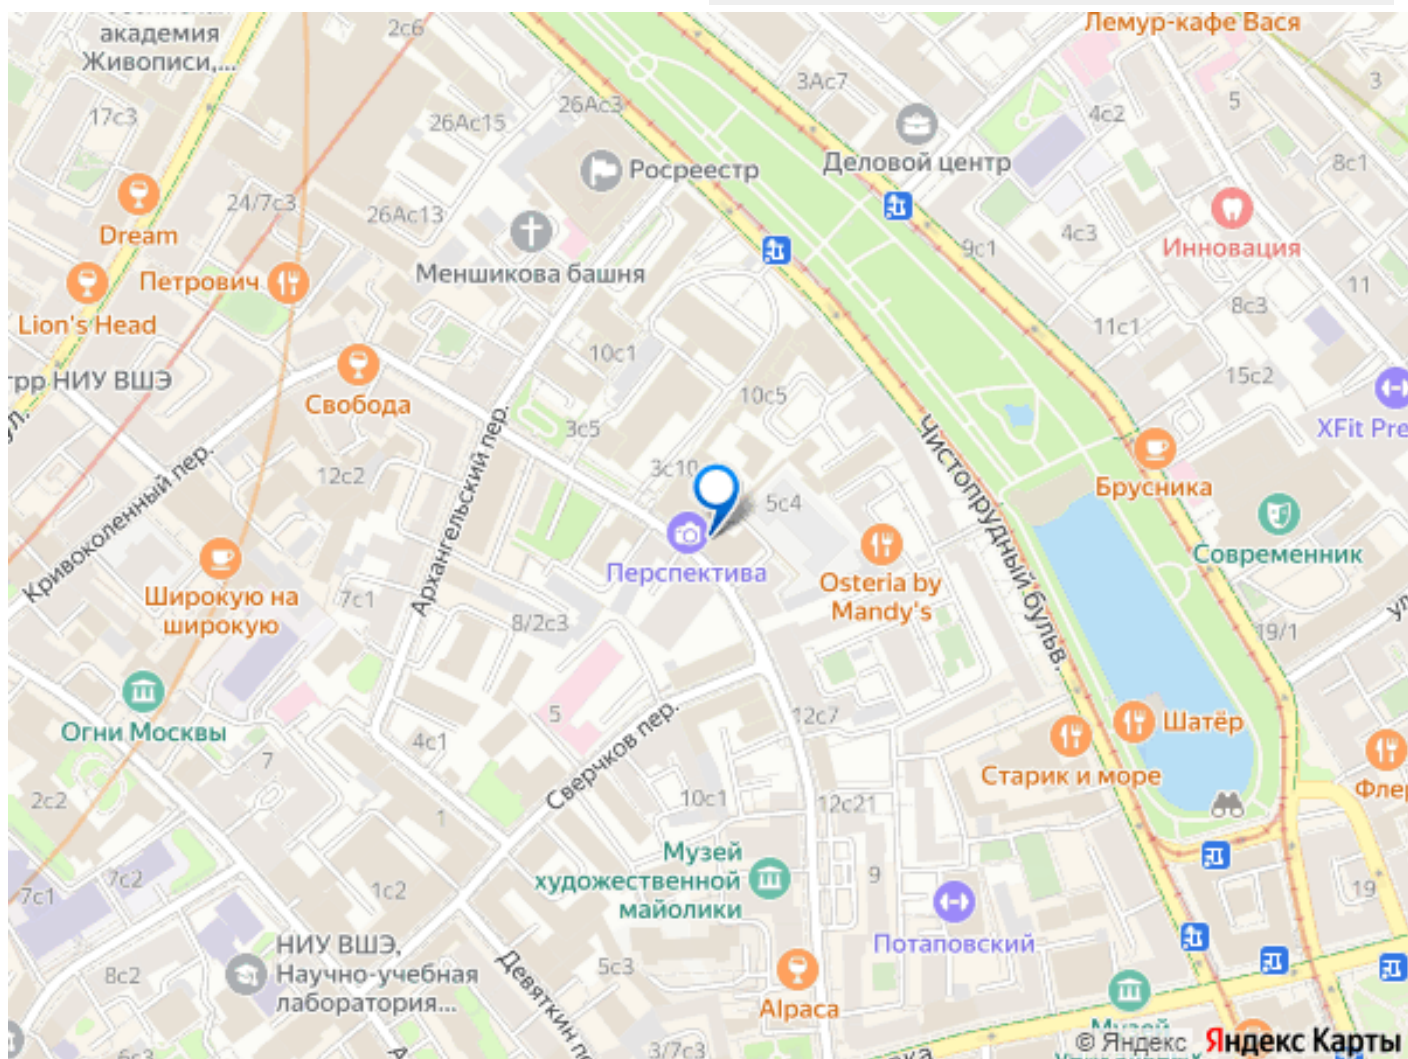 академия
Живописи,...
2с6
Лемур-кафе Вася
17с3
26Ас15
26Ас3
3Ас7
4с2
5
3
Деловой центр
8с1
Росреестр
24/7с3
26Ас13
Dream
Петрович
Меншикова башня
9с1
4с3
Инновация
Lion's Head
10с1
11с1
8с3
11
НИУ ВШЭ
ул.
Свобода
10с5
15с2
3с5
XFit Pre
Кривоколенный пер.
12с2
Архангельский пер.
3с10
5с4
Чистопрудный бульв.
Брусника
Современник
Перспектива
Osteria by
Mandy's
Широкую на
широкую
7с1
8/2с3
19/1
ул
Огни Москвы
5
12с7
Шатёр
7
4с1
Сверчков пер.
Старик и море
2с2
1
10с1
12с21
Флер
Музей
художественной
майолики
7с1
7с2
1с2
9
19
Потаповский
НИУ ВШЭ,
Научно-учебная
лаборатория...
8с2
Девяткин п
5с3
Alpaca
6с3
3/7с3
Музей
© Яндекс Яндекс Карты